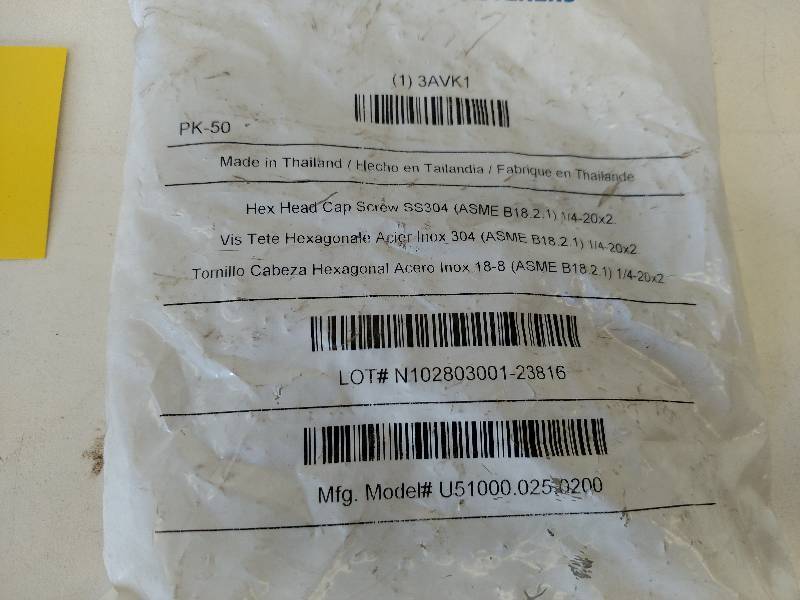 (1) 3AVK1
PK-50
Made in Thailand / Hecho en Tailandia / Fabrique en Thailande
Hex Head Cap Screw SS304 (ASME B18.2.1) 1/4-20x2
Vis Tete Hexagonale Acier Inox 304 (ASME B18.2.1) 1/4-20x2
Tornillo Cabeza Hexagonal Acero Inox 18-8 (ASME B18.2.1) 1/4-20x2
LOT# N102803001-23816
Mfg. Model# U51000.025.0200